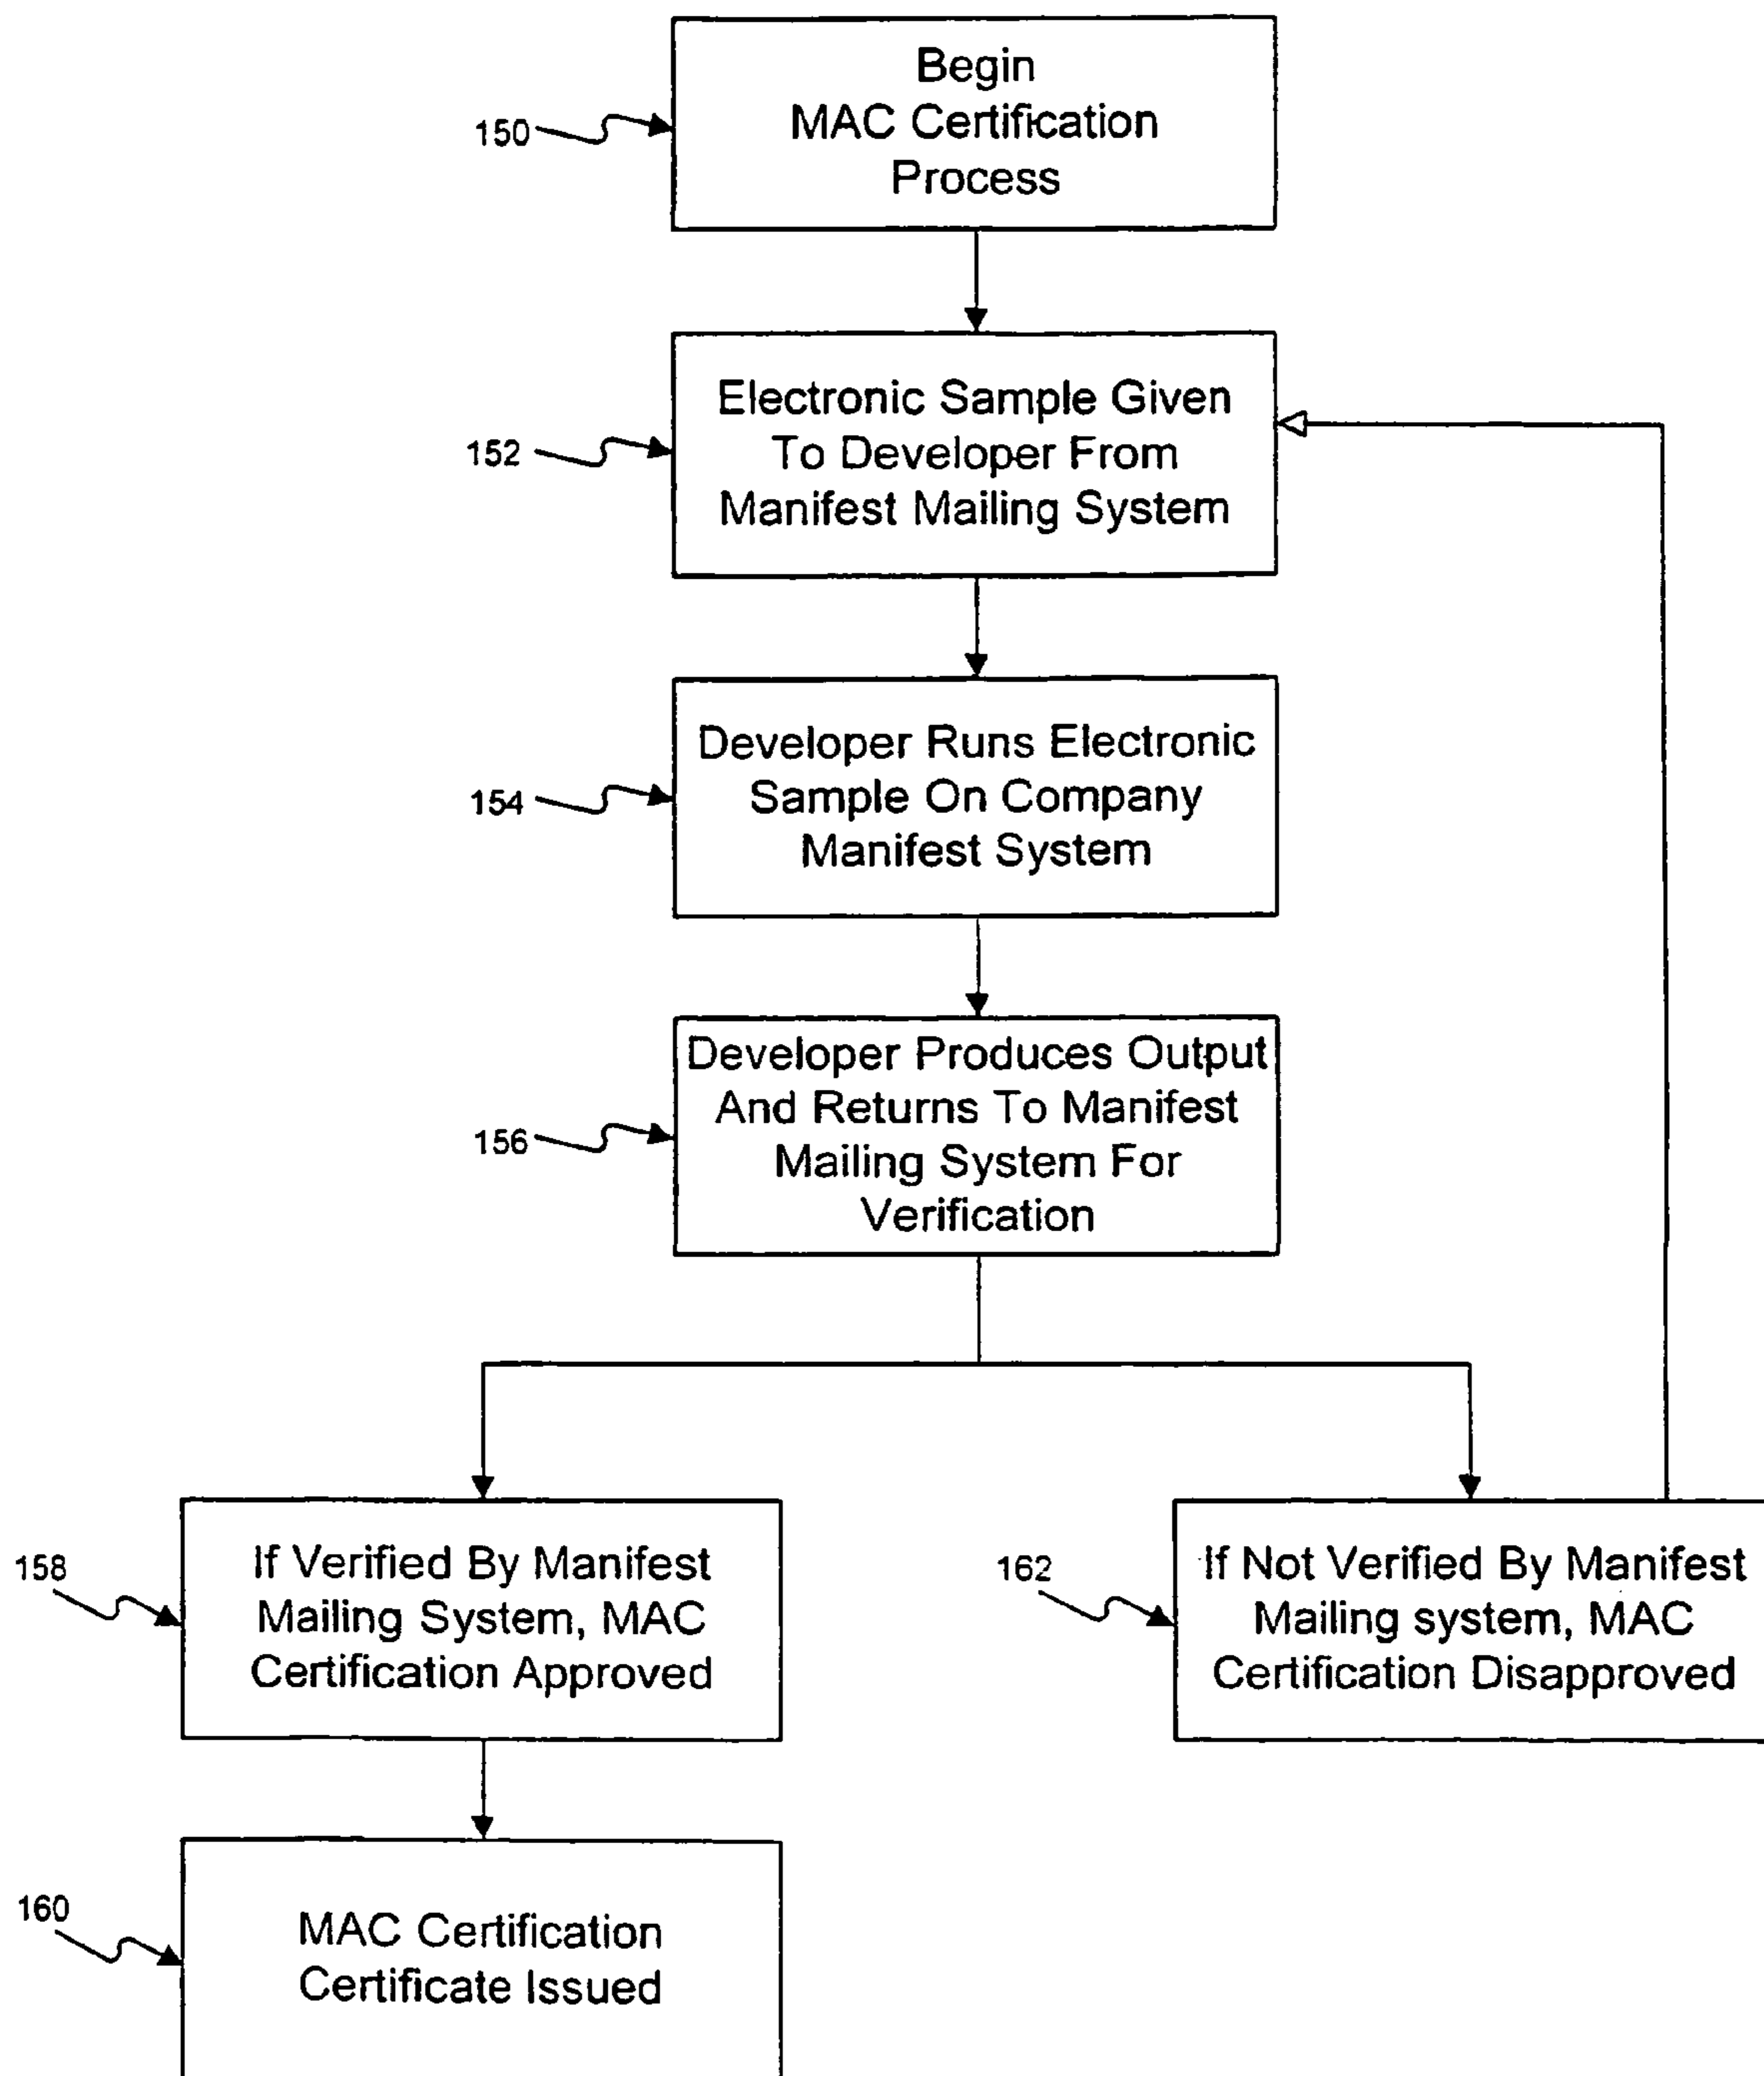 Begin
MAC Certification
Process
150
Electronic Sample Given
To Developer From
Manifest Mailing System
152
Developer Runs Electronic
Sample On Company
Manifest System
154
Developer Produces Output
And Returns To Manifest
Mailing System For
Verification
156
If Verified By Manifest
Mailing System, MAC
Certification Approved
158
If Not Verified By Manifest
Mailing system, MAC
Certification Disapproved
162
MAC Certification
Certificate Issued
160